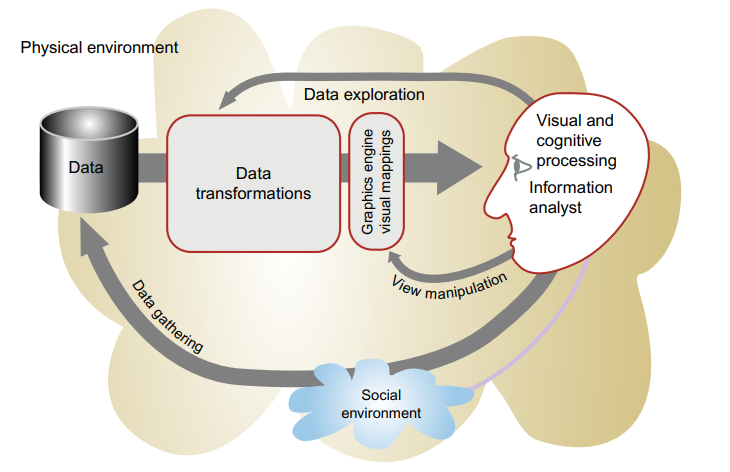 Physical environment
Data exploration
Data
Data
transformations
Graphics engine
visual mappings
Visual and
cognitive
processing
Information
analyst
View manipulation
Data gathering
Social
environment